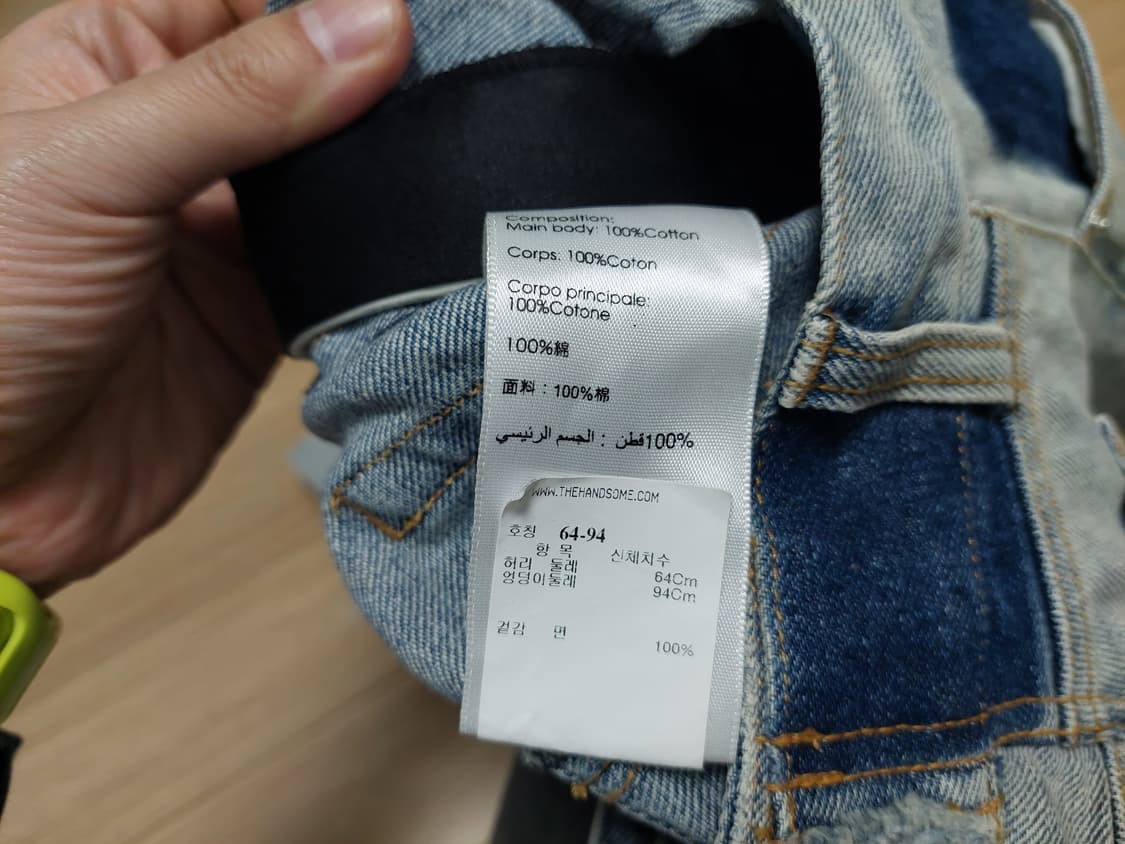 Composition:
Main body: 100%Cotton
Corps: 100%Coton
Corpo principale:
100%Cotone
100%綿
面料：100%棉
100%قطن : الجسم الرئيسي
WWW.THEHANDSOME.COM
호칭 64-94
항 목 신체치수
허리 둘레 64Cm
엉덩이둘레 94Cm
겉감 면 100%